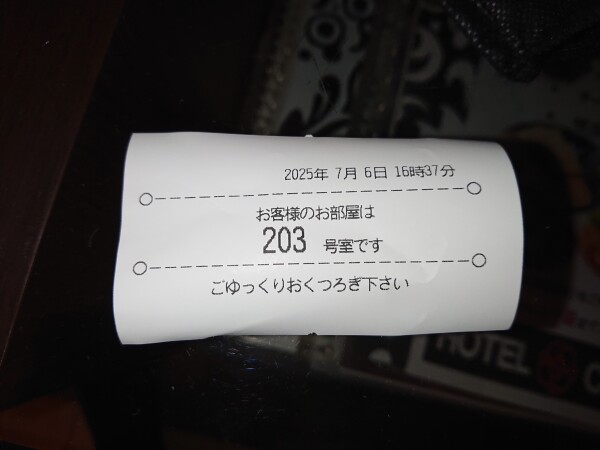 2025年 7月 6日 16時37分
お客様のお部屋は
203 号室です
ごゆっくりおくつろぎ下さい
HOTEL